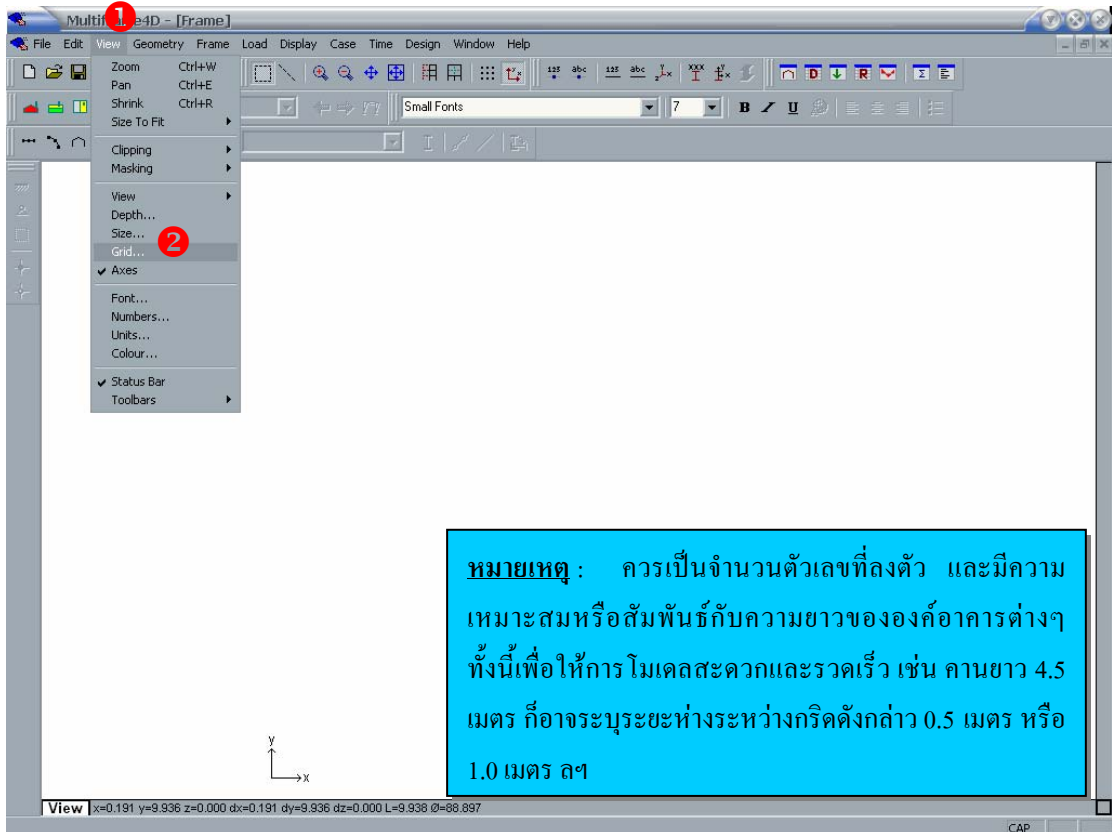 1
Multiframe4D - [Frame]
File Edit View Geometry Frame Load Display Case Time Design Window Help
Zoom Ctrl+W
Pan Ctrl+E
Shrink Ctrl+R
Size To Fit
Small Fonts 7 B I U
Clipping
Masking
View
Depth...
Size...
2
Grid...
Axes
Font...
Numbers...
Units...
Colour...
Status Bar
Toolbars
หมายเหตุ : ควรเป็นจำนวนตัวเลขที่ลงตัว และมีความ
เหมาะสมหรือสัมพันธ์กับความยาวขององค์อาคารต่างๆ
ทั้งนี้เพื่อให้การโมเดลสะดวกและรวดเร็ว เช่น คานยาว 4.5
เมตร ก็อาจระบุระยะห่างระหว่างกริดดังกล่าว 0.5 เมตร หรือ
1.0 เมตร ลฯ
y
x
View x=0.191 y=9.936 z=0.000 dx=0.191 dy=9.936 dz=0.000 L=9.938 Ø=88.897
CAP